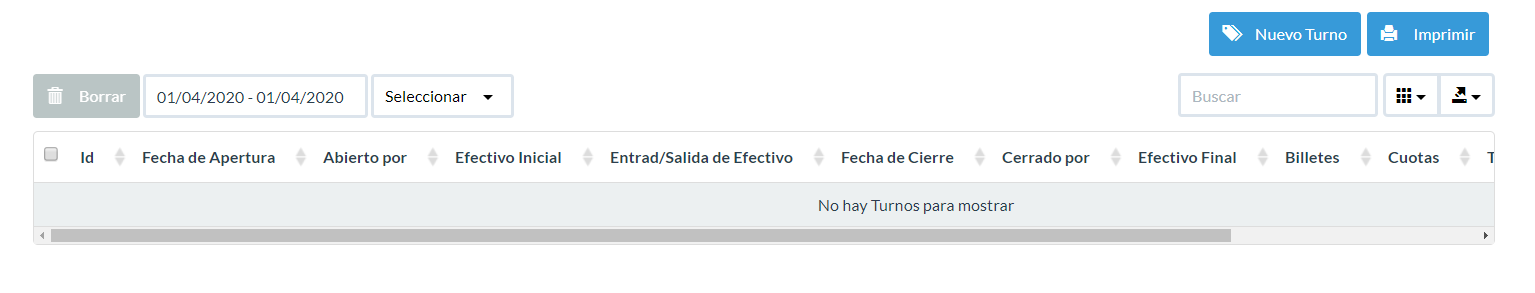 Nuevo Turno Imprimir
Borrar 01/04/2020 - 01/04/2020 Seleccionar Buscar
Id Fecha de Apertura Abierto por Efectivo Inicial Entrad/Salida de Efectivo Fecha de Cierre Cerrado por Efectivo Final Billetes Cuotas
No hay Turnos para mostrar